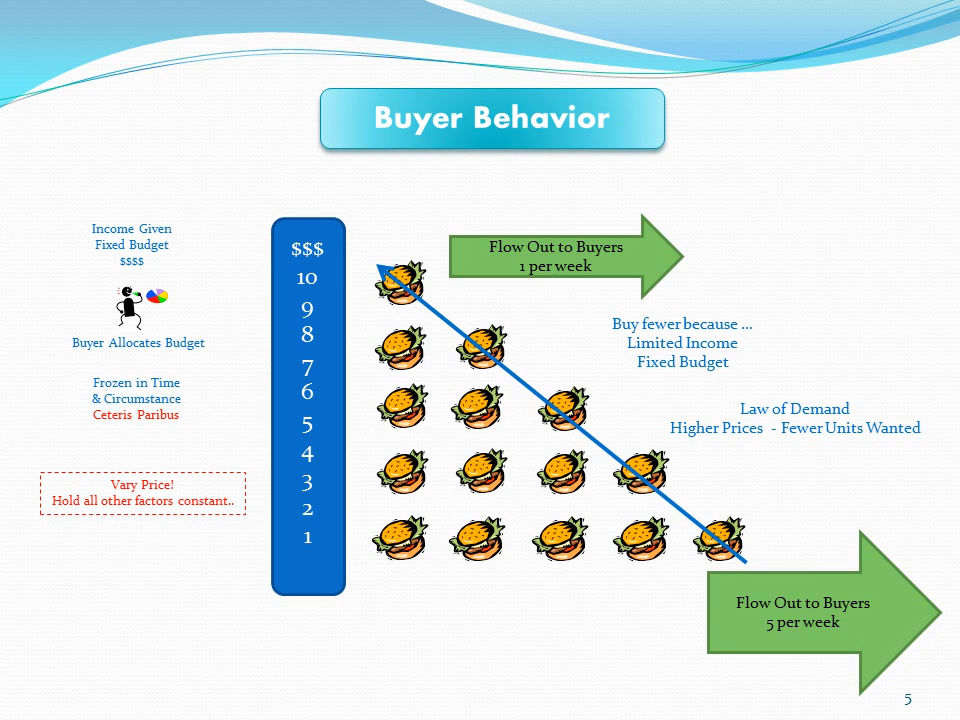 Buyer Behavior
Income Given
Fixed Budget
$$$$
Buyer Allocates Budget
Frozen in Time
& Circumstance
Ceteris Paribus
Vary Price!
Hold all other factors constant..
$$$
10
9
8
7
6
5
4
3
2
1
Flow Out to Buyers
1 per week
Buy fewer because ...
Limited Income
Fixed Budget
Law of Demand
Higher Prices - Fewer Units Wanted
Flow Out to Buyers
5 per week
5